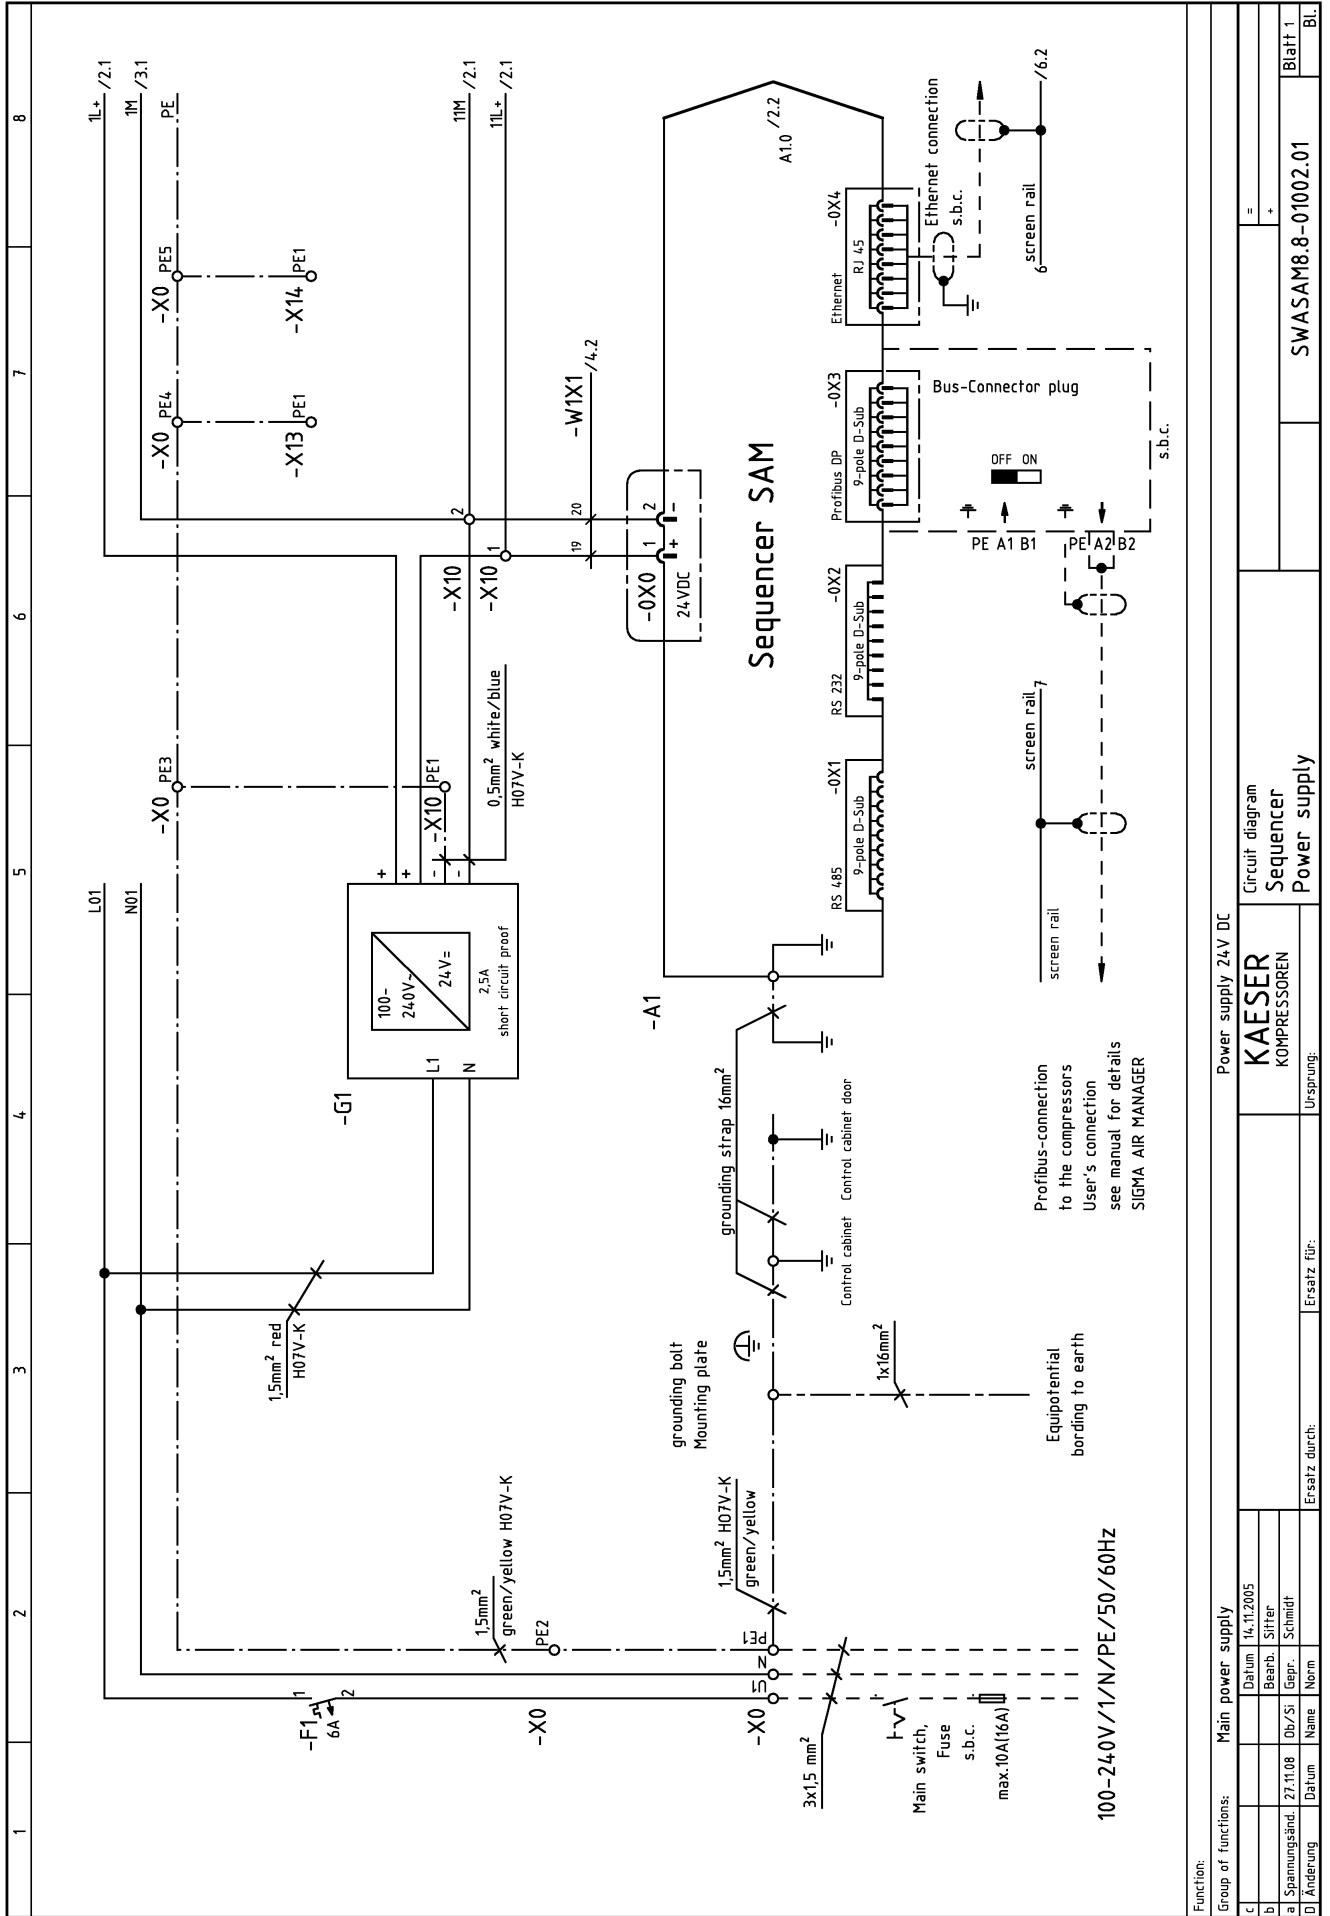 1
2
3
4
5
6
7
8
L01
N01
1L+ /2.1
1M /3.1
PE
-X0 PE3
-X0 PE4
-X0 PE5
-X10 PE1
-X13 PE1
-X14 PE1
1,5mm² red
H07V-K
-G1
L1
N
100-
240V~
24V=
2,5A
short circuit proof
+
+
-
-
0,5mm² white/blue
H07V-K
-X10 2
-X10 1
11M /2.1
11L+ /2.1
19
20
-W1X1 /4.2
-F1
6A
1
2
1,5mm²
green/yellow H07V-K
PE2
-X0
-X0
U1
N
PE1
1,5mm² H07V-K
green/yellow
3x1,5 mm²
Main switch,
Fuse
s.b.c.
max.10A(16A)
100-240V/1/N/PE/50/60Hz
grounding bolt
Mounting plate
1x16mm²
Equipotential
bording to earth
grounding strap 16mm²
Control cabinet
Control cabinet door
-A1
-0X0
1
2
+
-
24VDC
Sequencer SAM
A1.0 /2.2
RS 485
-0X1
9-pole D-Sub
RS 232
-0X2
9-pole D-Sub
Profibus DP
-0X3
9-pole D-Sub
Ethernet
-0X4
RJ 45
Bus-Connector plug
OFF ON
PE A1 B1
PE A2 B2
s.b.c.
Ethernet connection
s.b.c.
screen rail
6
/6.2
screen rail
screen rail
7
Profibus-connection
to the compressors
User's connection
see manual for details
SIGMA AIR MANAGER
Function:
Group of functions:
Main power supply
Power supply 24V DC
c
b
a Spannungsänd. 27.11.08 Ob/Si
D Änderung Datum Name
Datum 14.11.2005
Bearb. Sitter
Gepr. Schmidt
Norm
Ersatz durch:
Ersatz für:
Ursprung:
KAESER
KOMPRESSOREN
Circuit diagram
Sequencer
Power supply
=
+
SWASAM8.8-01002.01
Blatt 1
Bl.